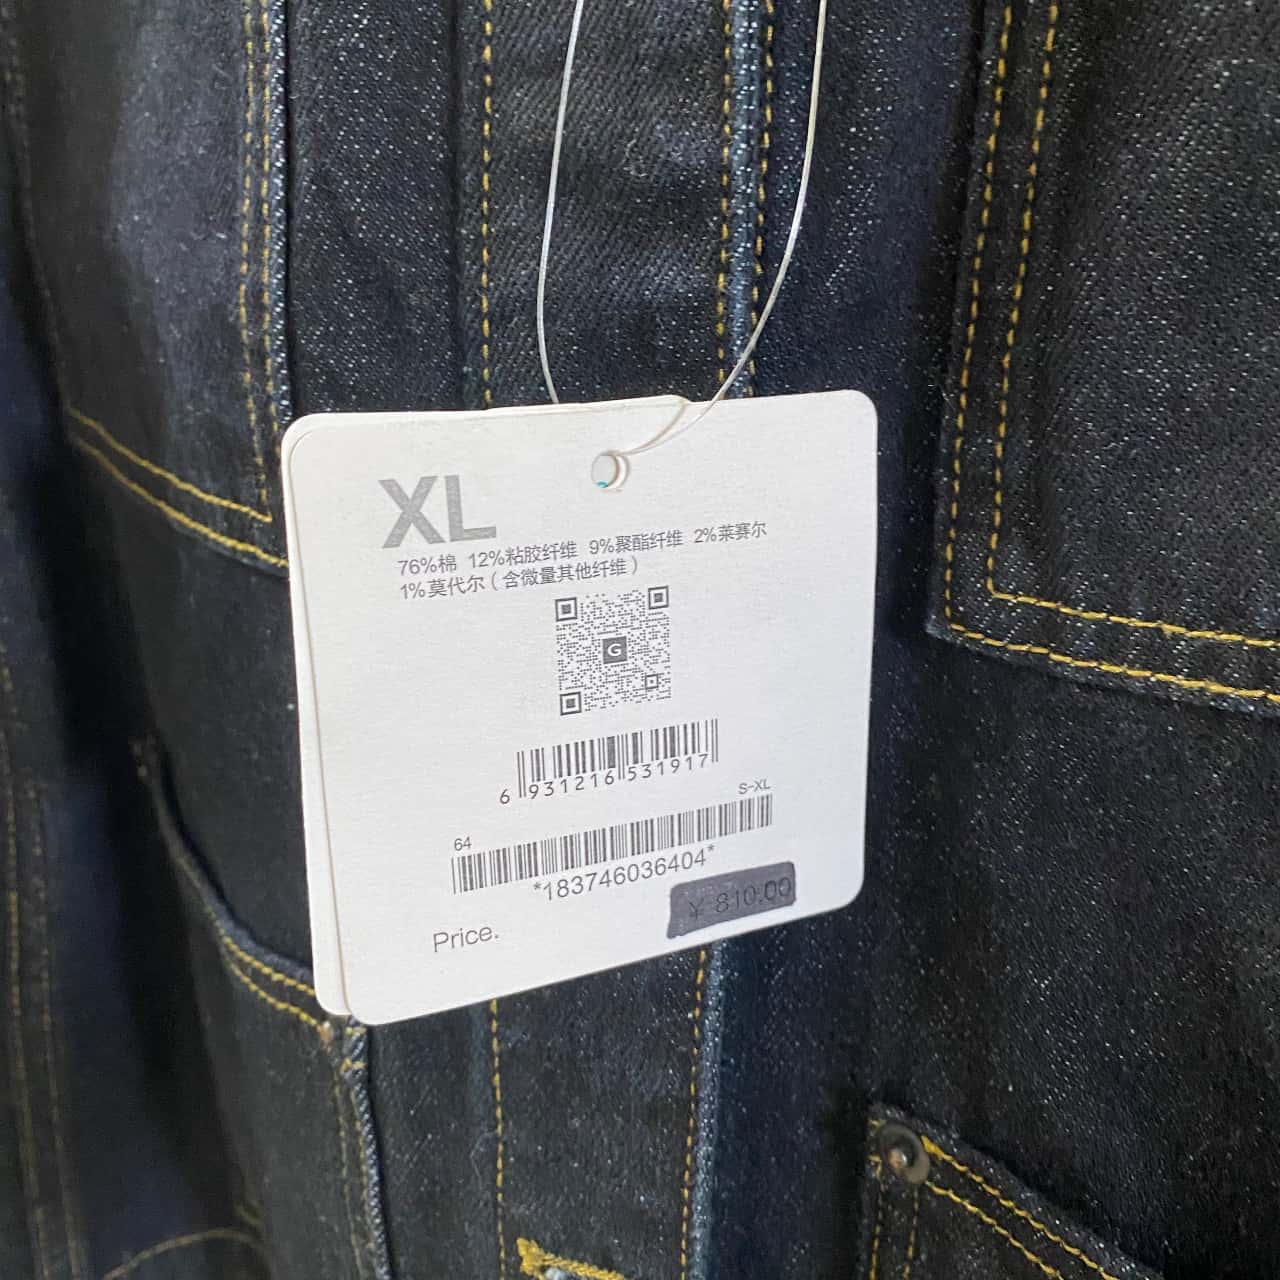 XL
76%棉 12%粘胶纤维 9%聚酯纤维 2%莱赛尔
1%莫代尔（含微量其他纤维）
G
6 931216 531917
S-XL
64
*183746036404*
¥ 810.00
Price.